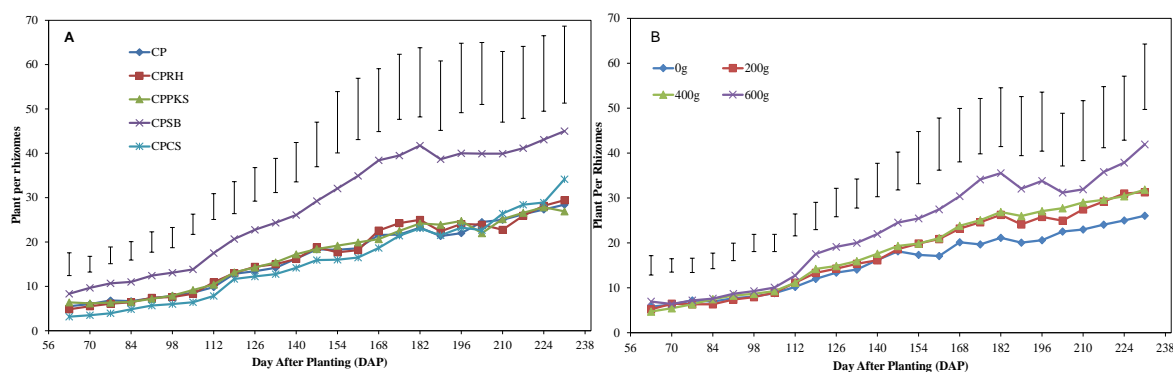 A
B
CP
CPRH
CPPKS
CPSB
CPCS
0g 200g
400g 600g
70
60
50
40
30
20
10
0
Plant per rhizomes
56 70 84 98 112 126 140 154 168 182 196 210 224 238
Day After Planting (DAP)
70
60
50
40
30
20
10
0
Plant Per Rhizomes
56 70 84 98 112 126 140 154 168 182 196 210 224 238
Day After Planting (DAP)